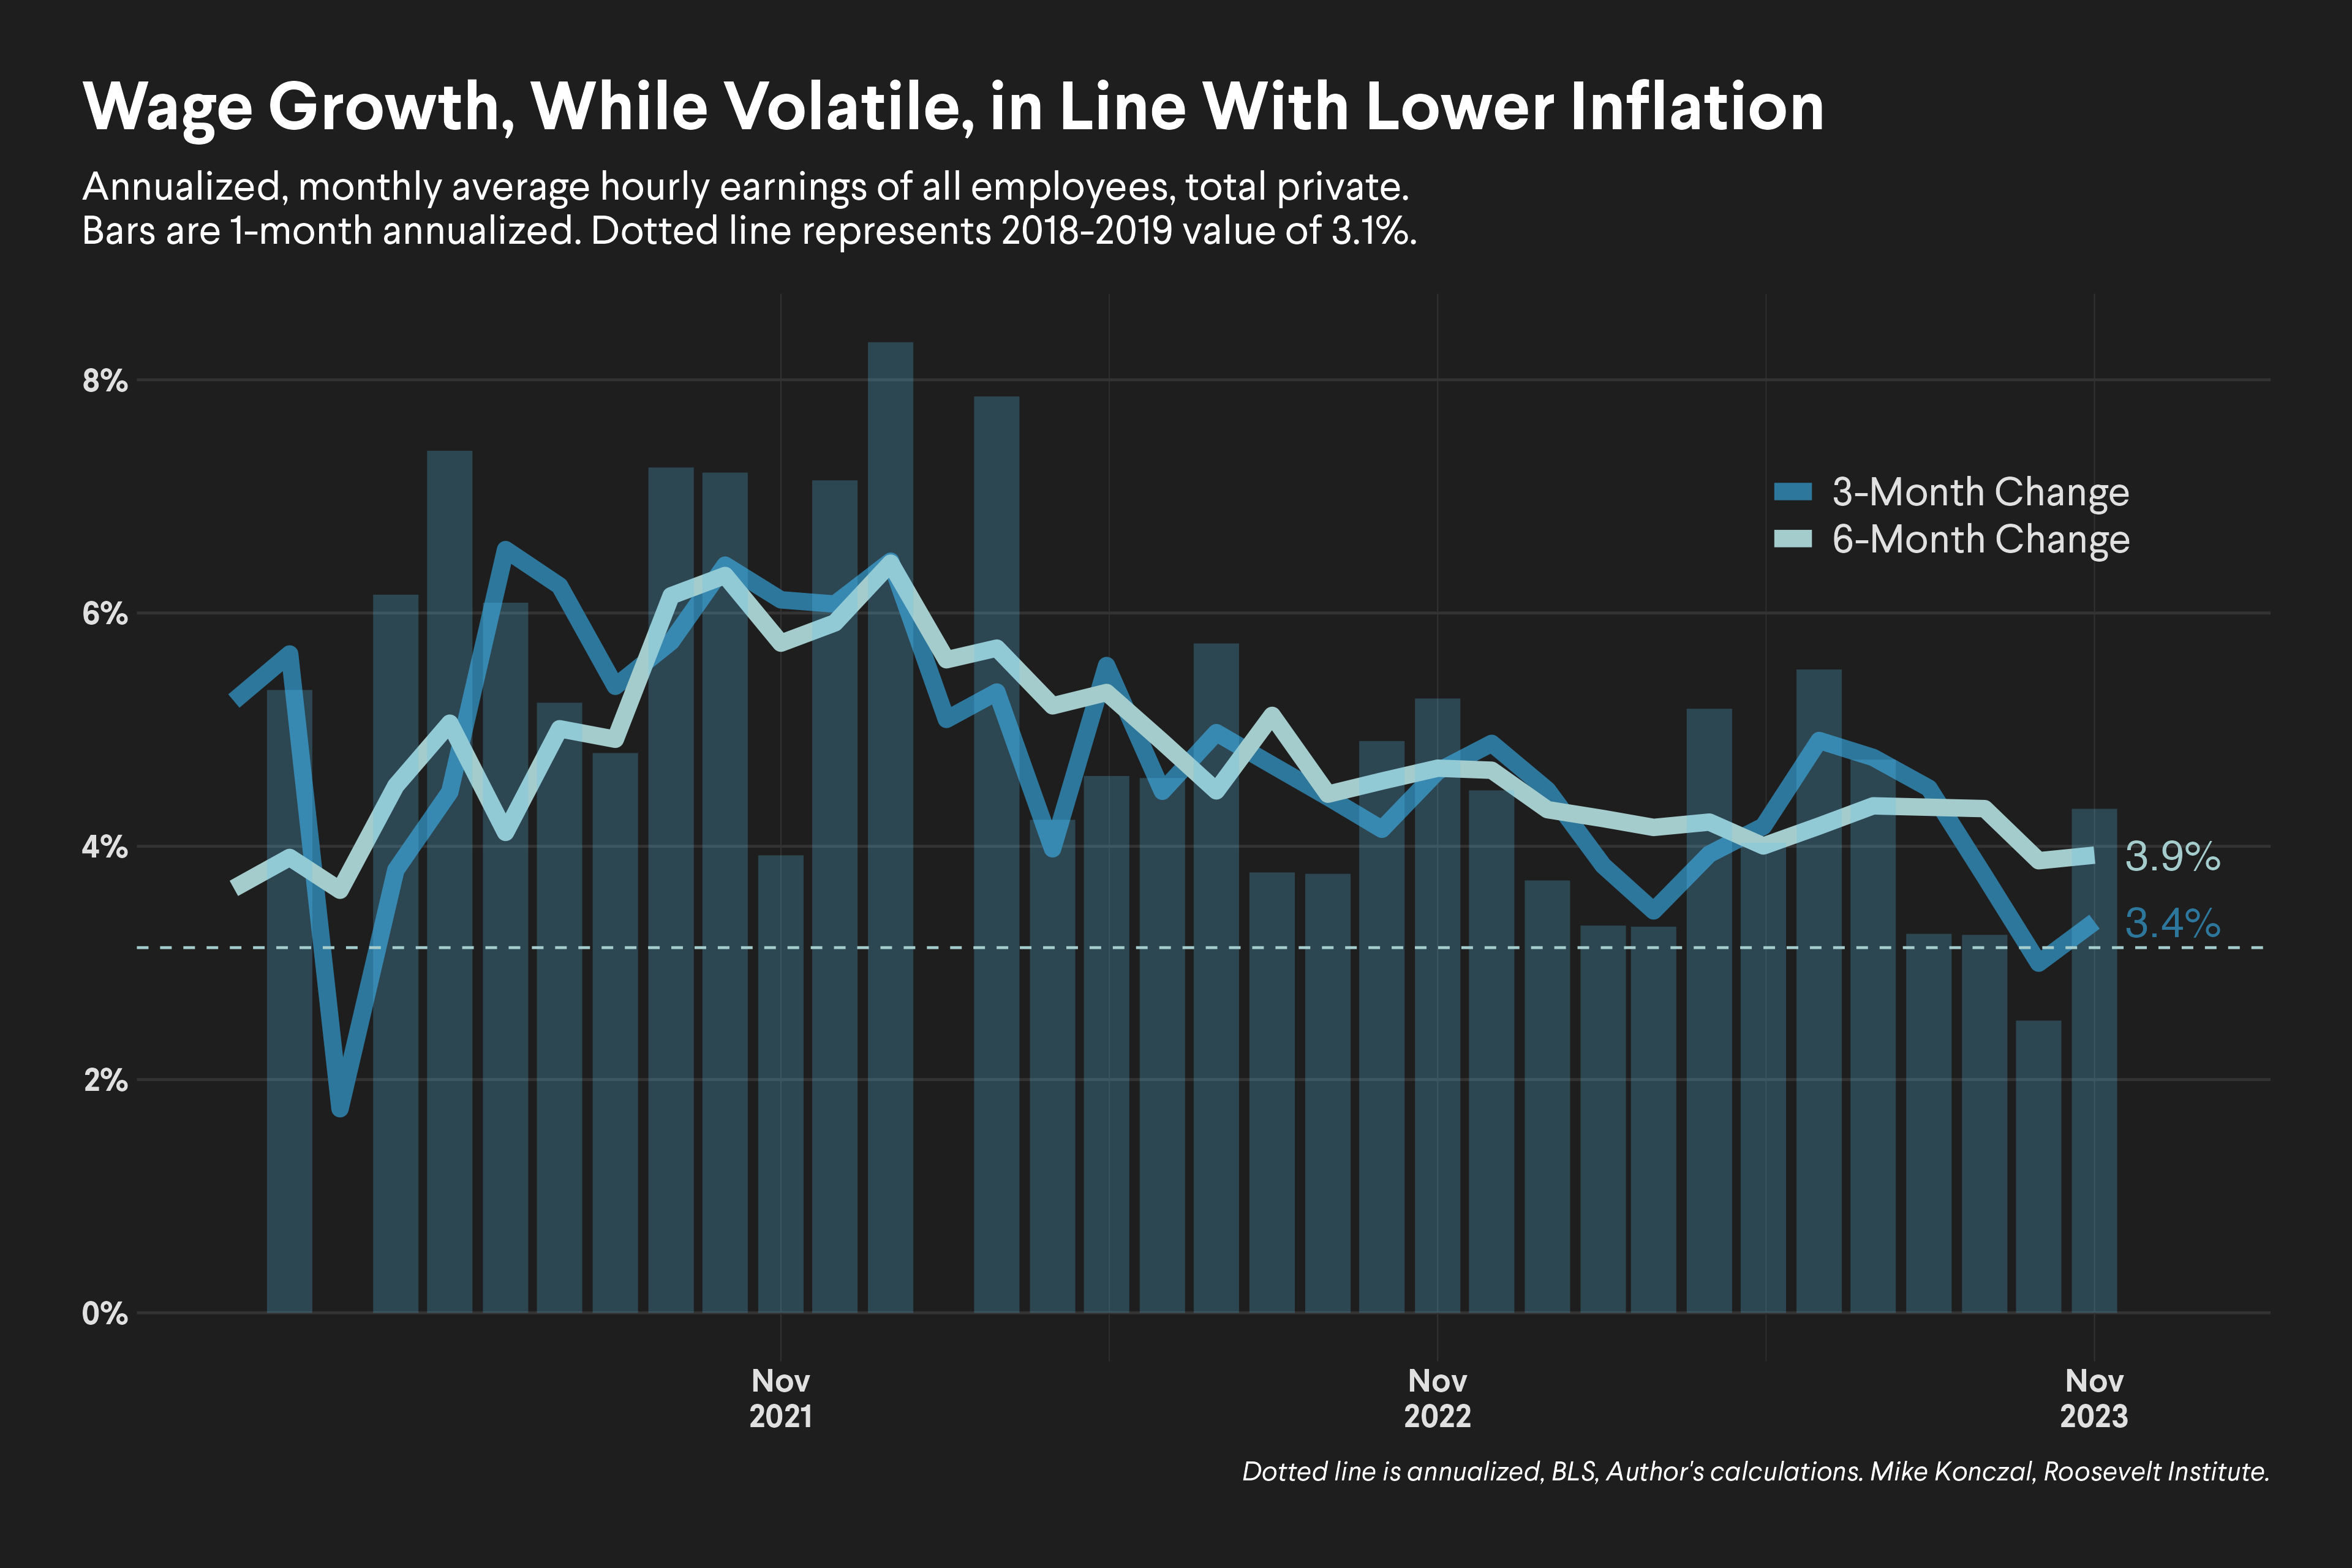 Wage Growth, While Volatile, in Line With Lower Inflation
Annualized, monthly average hourly earnings of all employees, total private.
Bars are 1-month annualized. Dotted line represents 2018-2019 value of 3.1%.
8%
3-Month Change
6-Month Change
6%
4%
3.9%
3.4%
2%
0%
Nov
2021
Nov
2022
Nov
2023
Dotted line is annualized, BLS, Author's calculations. Mike Konczal, Roosevelt Institute.